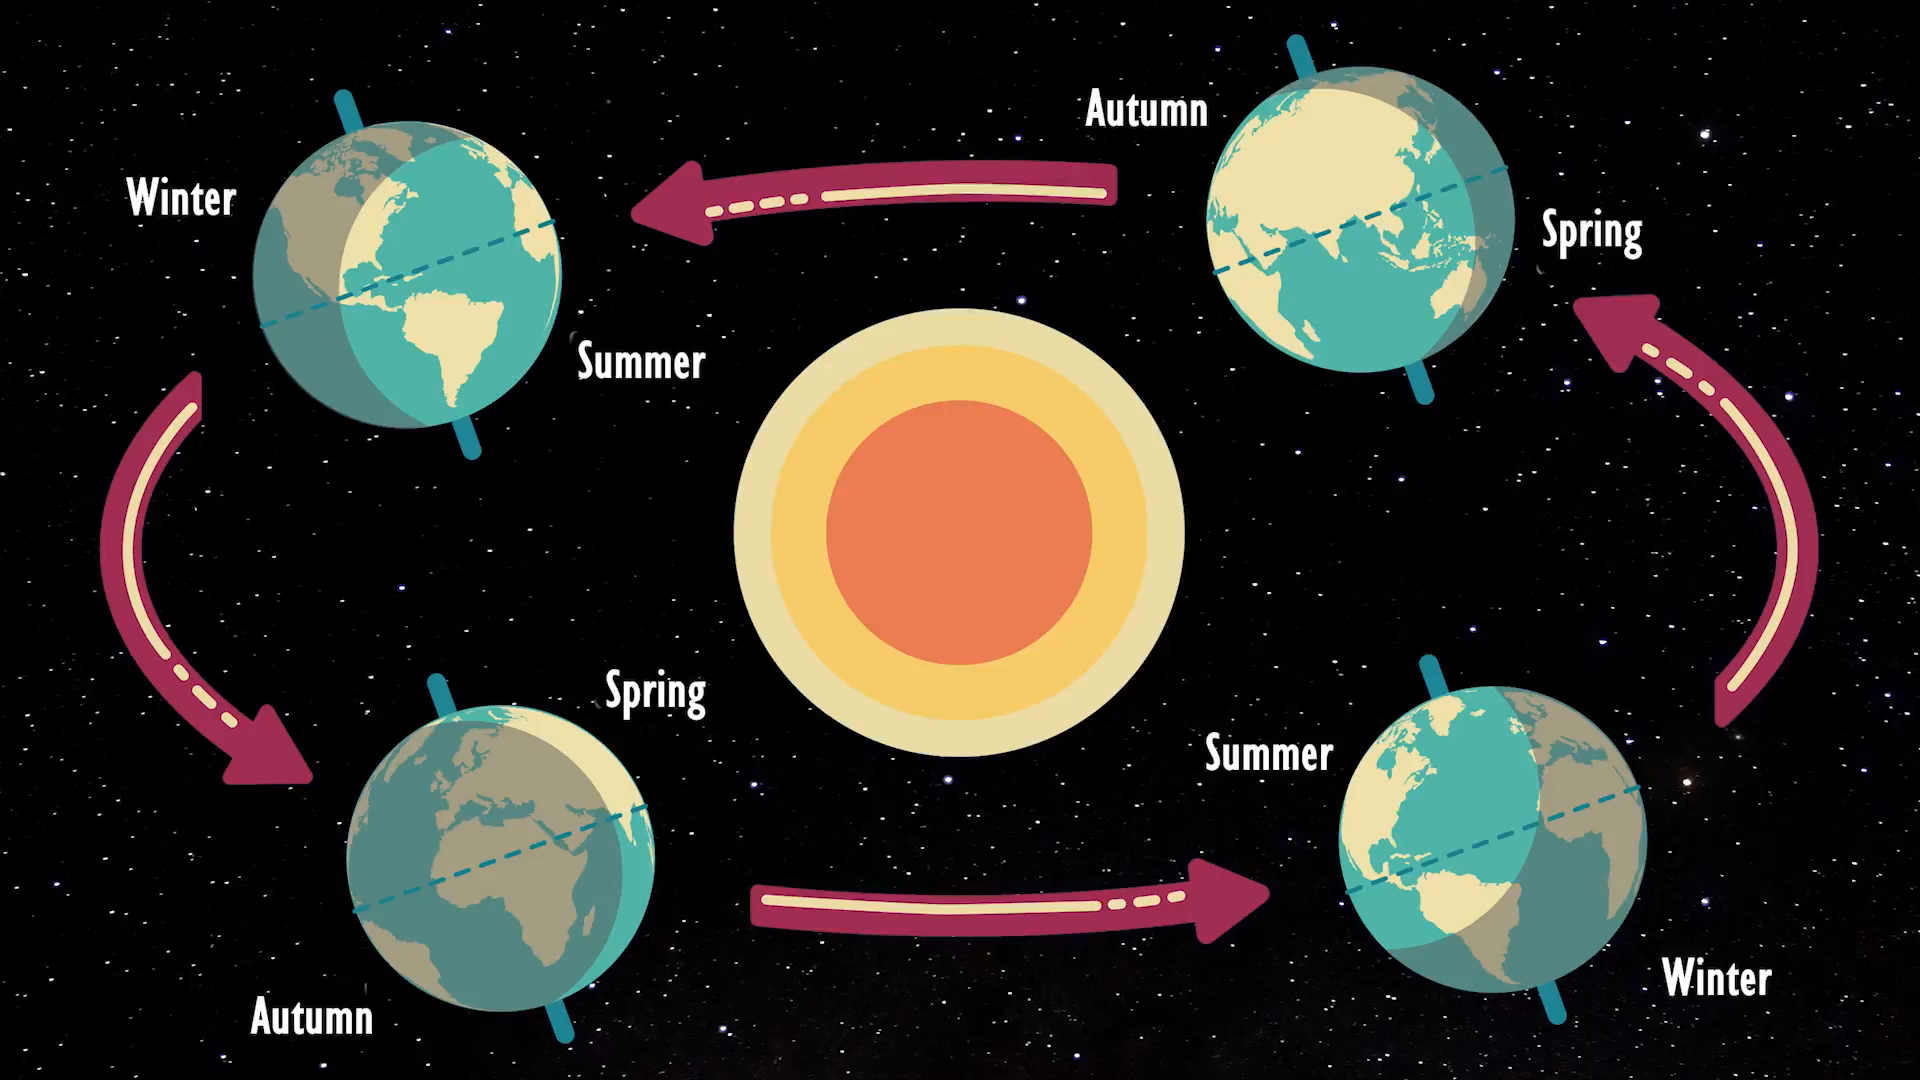 Autumn
Winter
Spring
Summer
Spring
Summer
Winter
Autumn